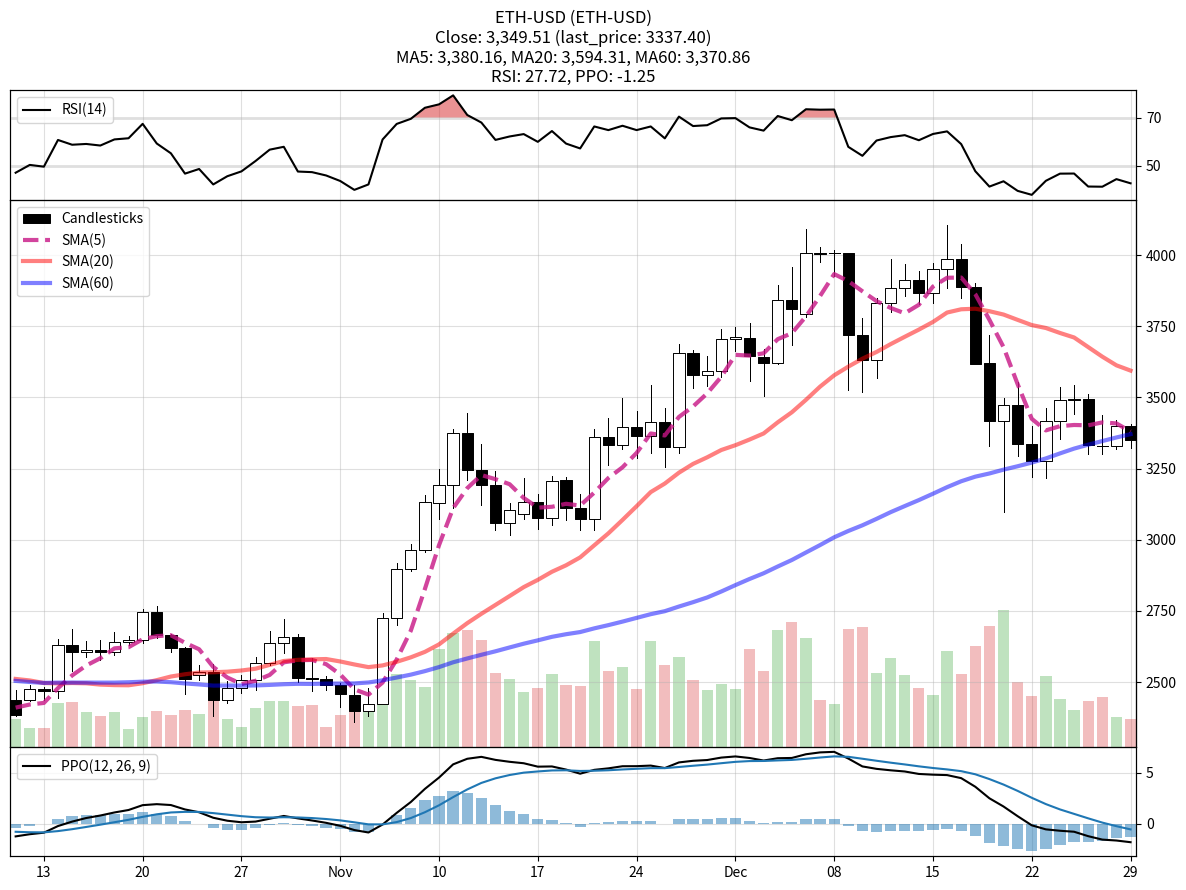 ETH-USD (ETH-USD)
Close: 3,349.51 (last_price: 3337.40)
MA5: 3,380.16, MA20: 3,594.31, MA60: 3,370.86
RSI: 27.72, PPO: -1.25
RSI(14)
70
50
Candlesticks
SMA(5)
SMA(20)
SMA(60)
4000
3750
3500
3250
3000
2750
2500
PPO(12, 26, 9)
5
0
13 20 27 Nov 10 17 24 Dec 08 15 22 29